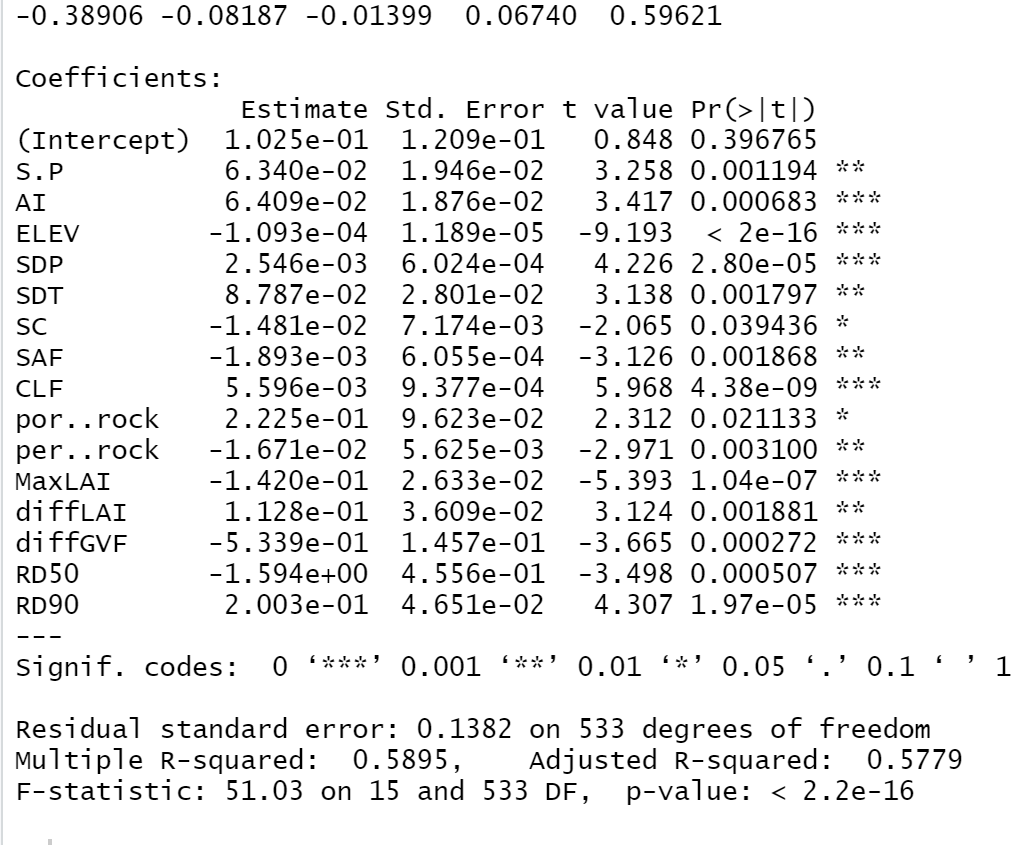 -0.38906 -0.08187 -0.01399  0.06740  0.59621
Coefficients:
              Estimate Std. Error t value Pr(>|t|)
(Intercept)  1.025e-01  1.209e-01   0.848 0.396765
S.P          6.340e-02  1.946e-02   3.258 0.001194 **
AI           6.409e-02  1.876e-02   3.417 0.000683 ***
ELEV        -1.093e-04  1.189e-05  -9.193  < 2e-16 ***
SDP          2.546e-03  6.024e-04   4.226 2.80e-05 ***
SDT          8.787e-02  2.801e-02   3.138 0.001797 **
SC          -1.481e-02  7.174e-03  -2.065 0.039436 *
SAF         -1.893e-03  6.055e-04  -3.126 0.001868 **
CLF          5.596e-03  9.377e-04   5.968 4.38e-09 ***
por..rock    2.225e-01  9.623e-02   2.312 0.021133 *
per..rock   -1.671e-02  5.625e-03  -2.971 0.003100 **
MaxLAI      -1.420e-01  2.633e-02  -5.393 1.04e-07 ***
diffLAI      1.128e-01  3.609e-02   3.124 0.001881 **
diffGVF     -5.339e-01  1.457e-01  -3.665 0.000272 ***
RD50        -1.594e+00  4.556e-01  -3.498 0.000507 ***
RD90         2.003e-01  4.651e-02   4.307 1.97e-05 ***
---
Signif. codes:  0 ‘***’ 0.001 ‘**’ 0.01 ‘*’ 0.05 ‘.’ 0.1 ‘ ’ 1
Residual standard error: 0.1382 on 533 degrees of freedom
Multiple R-squared:  0.5895,    Adjusted R-squared:  0.5779
F-statistic: 51.03 on 15 and 533 DF,  p-value: < 2.2e-16